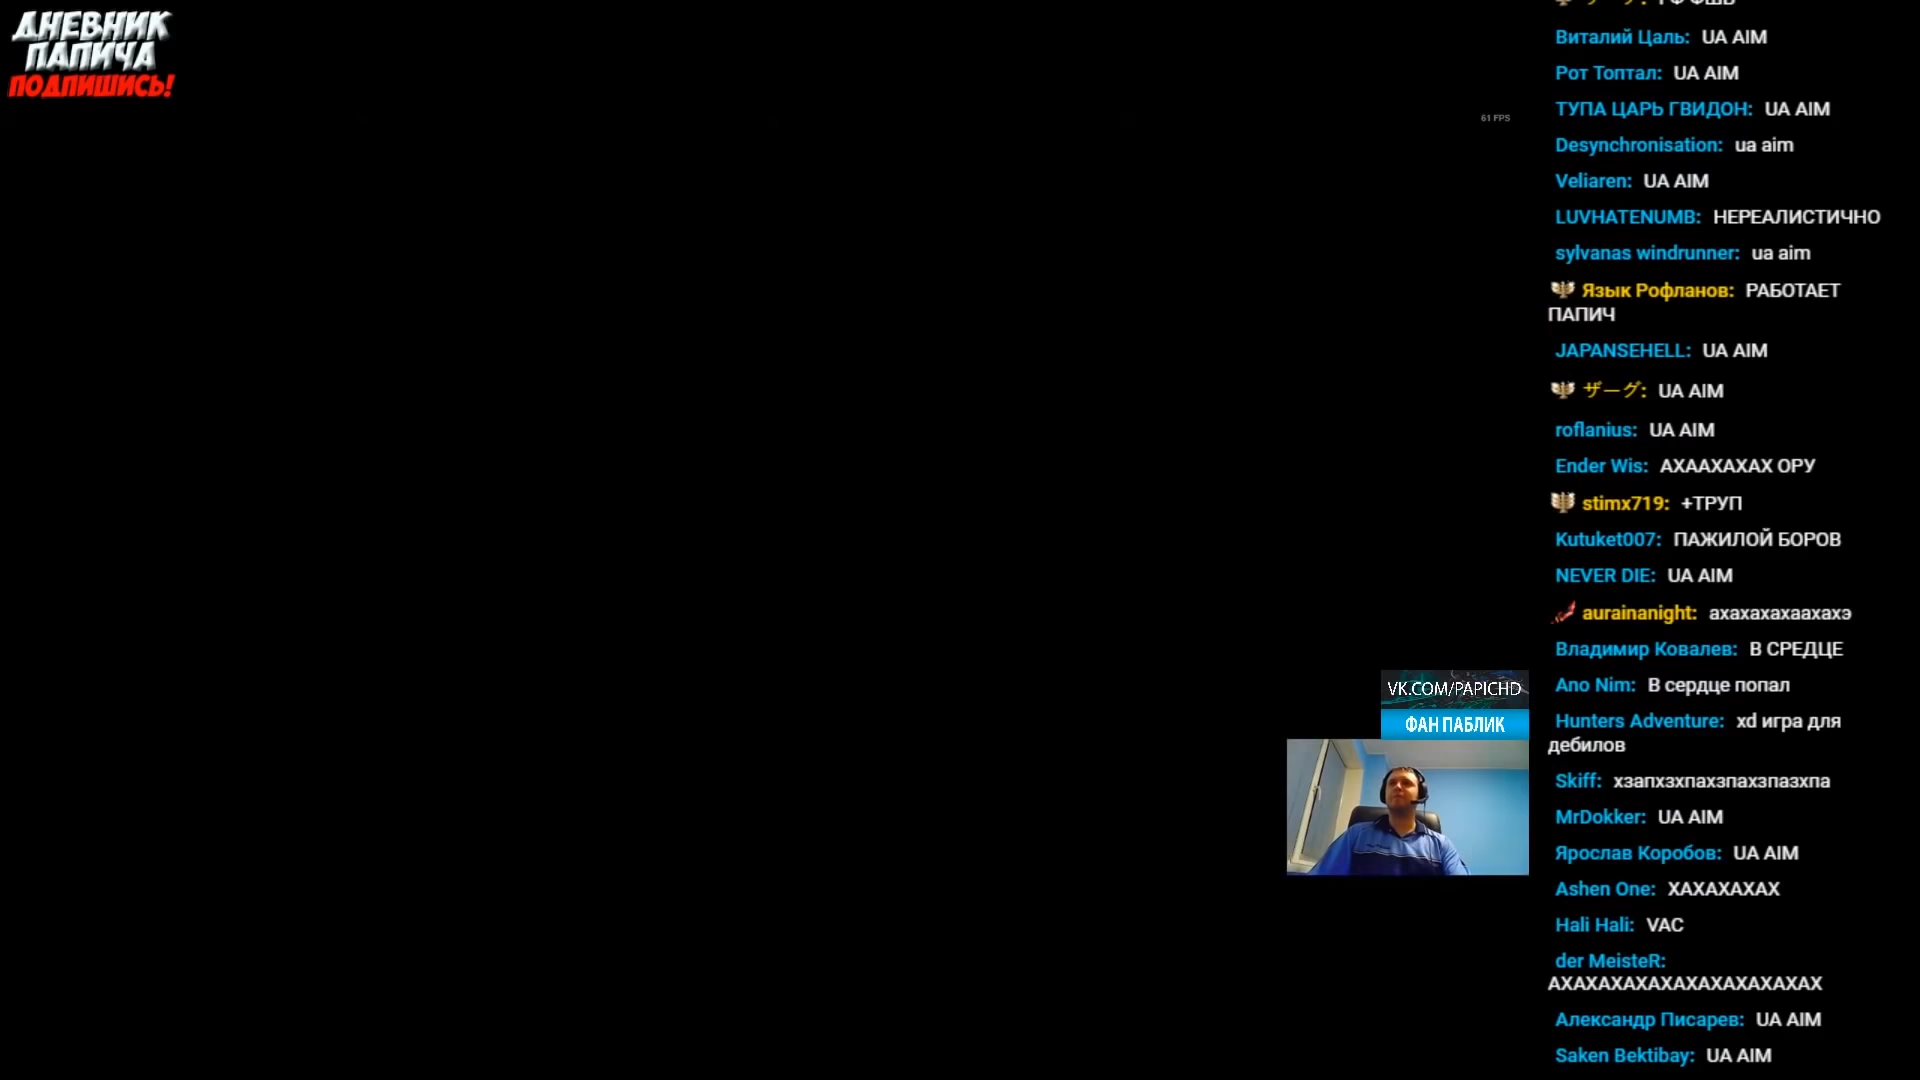 ДНЕВНИК
ПАПИЧА
ПОДПИШИСЬ!
61 FPS
VK.COM/PAPICHD
ФАН ПАБЛИК
ザーグ:
Виталий Цаль: UA AIM
Рот Топтал: UA AIM
ТУПА ЦАРЬ ГВИДОН: UA AIM
Desynchronisation: ua aim
Veliaren: UA AIM
LUVHATENUMB: НЕРЕАЛИСТИЧНО
sylvanas windrunner: ua aim
Язык Рофланов: РАБОТАЕТ
ПАПИЧ
JAPANSEHELL: UA AIM
ザーグ: UA AIM
roflanius: UA AIM
Ender Wis: АХААХАХАХ ОРУ
stimx719: +ТРУП
Kutuket007: ПАЖИЛОЙ БОРОВ
NEVER DIE: UA AIM
aurainanight: ахахахахаахахэ
Владимир Ковалев: В СРЕДЦЕ
Ano Nim: В сердце попал
Hunters Adventure: xd игра для
дебилов
Skiff: хзапхзхпахзпахзпазхпа
MrDokker: UA AIM
Ярослав Коробов: UA AIM
Ashen One: ХАХАХАХАХ
Hali Hali: VAC
der MeisteR:
АХАХАХАХАХАХАХАХАХАХАХ
Александр Писарев: UA AIM
Saken Bektibay: UA AIM